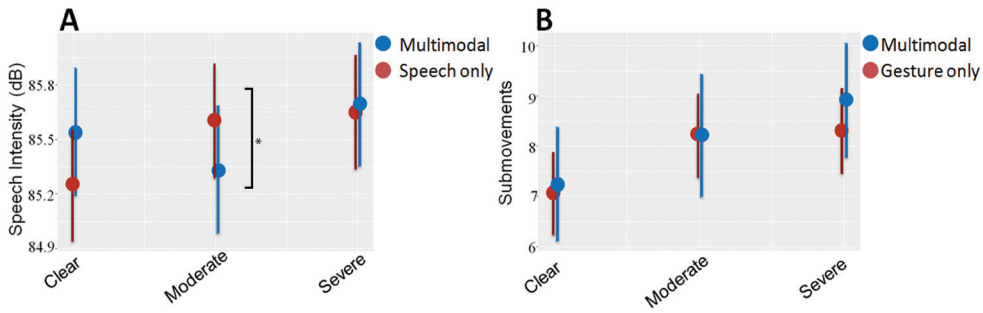 A
Multimodal
Speech only
Speech Intensity (dB)
85.8
85.5
85.2
84.9
*
Clear
Moderate
Severe
B
Multimodal
Gesture only
Submovements
10
9
8
7
6
Clear
Moderate
Severe